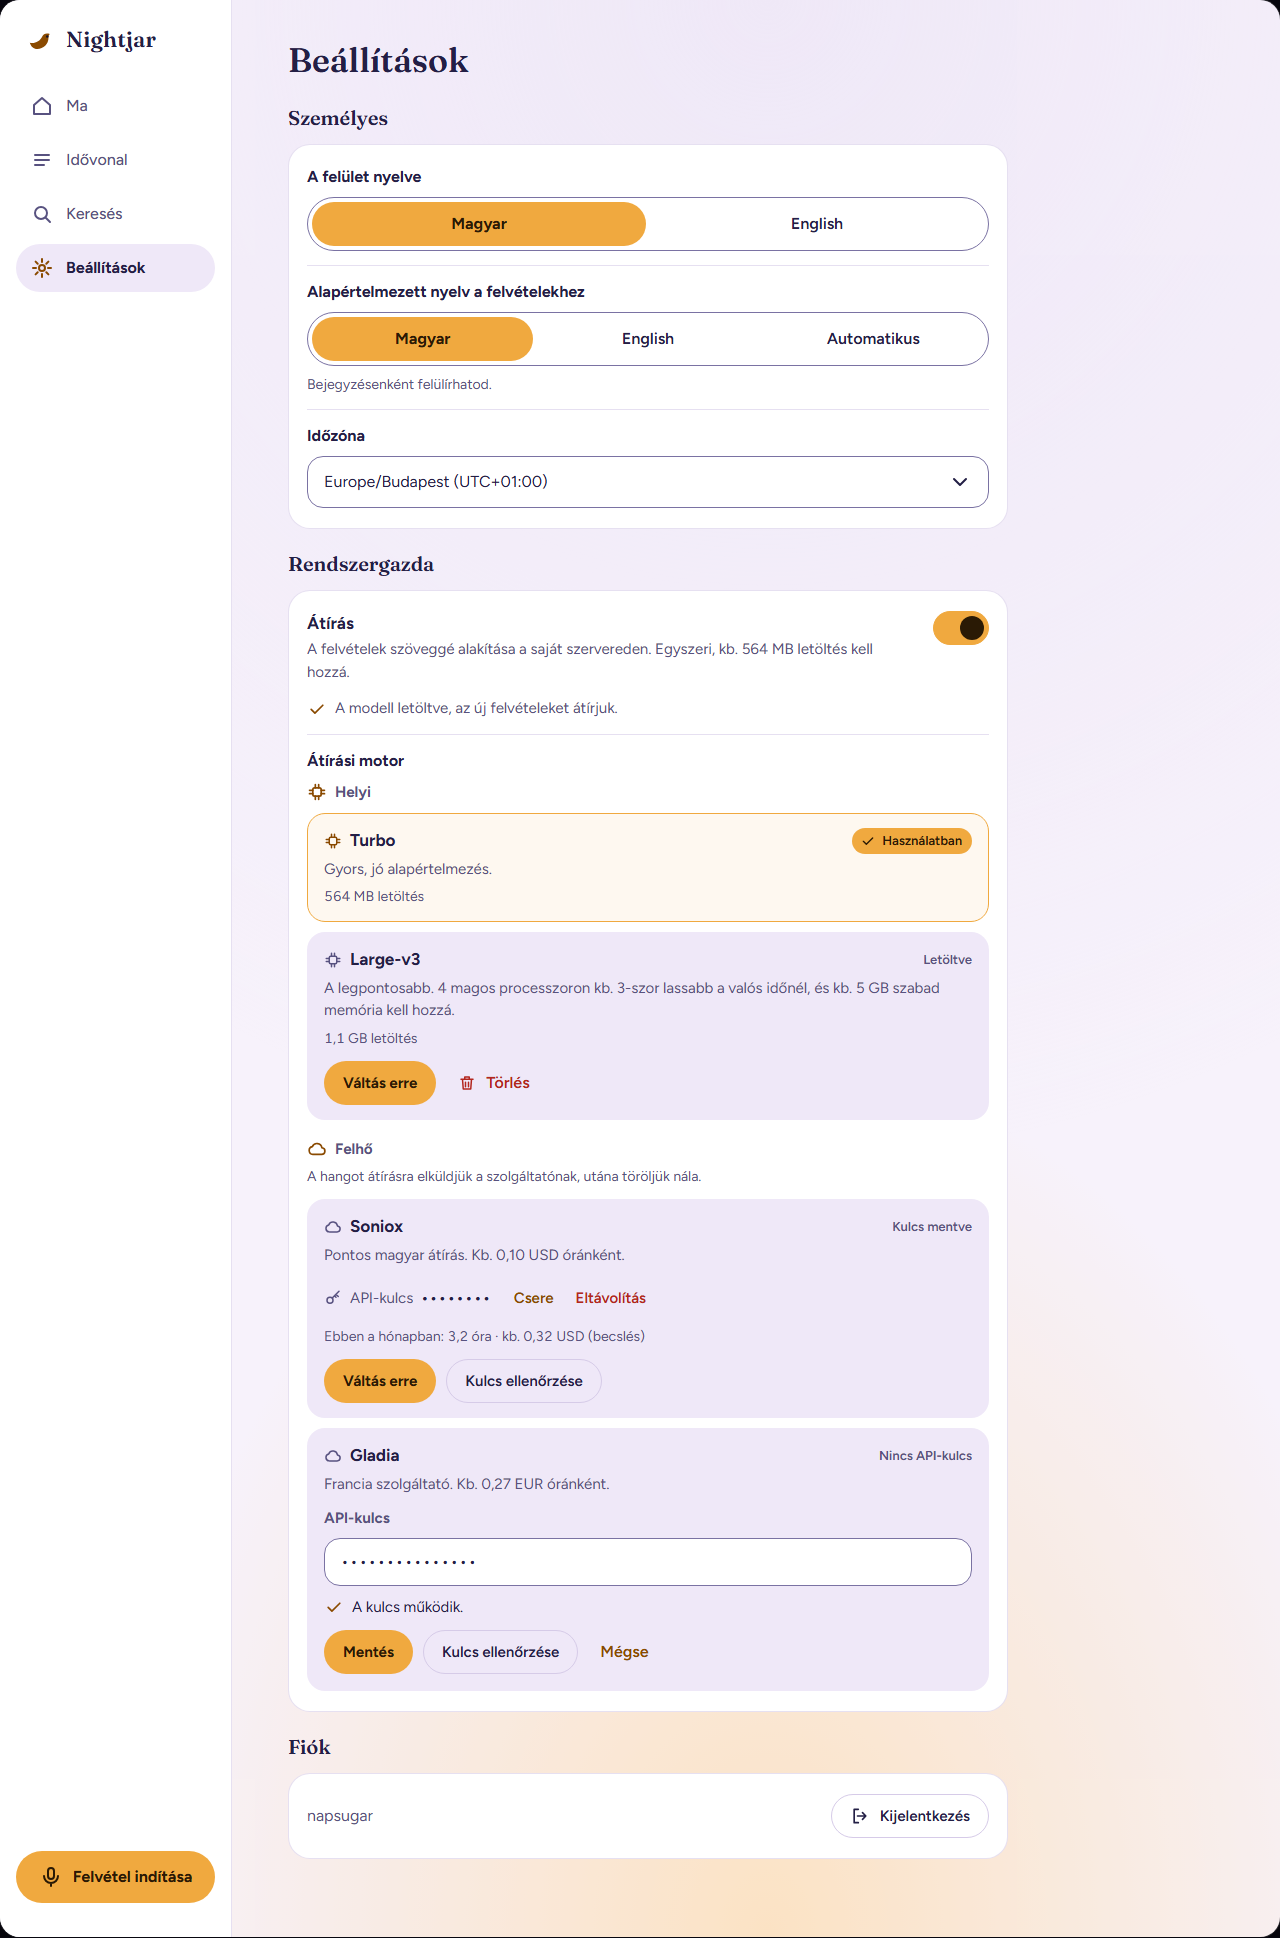 Nightjar
Ma
Idővonal
Keresés
Beállítások
Felvétel indítása
Beállítások
Személyes
A felület nyelve
Magyar
English
Alapértelmezett nyelv a felvételekhez
Magyar
English
Automatikus
Bejegyzésenként felülírhatod.
Időzóna
Europe/Budapest (UTC+01:00)
Rendszergazda
Átírás
A felvételek szöveggé alakítása a saját szervereden. Egyszeri, kb. 564 MB letöltés kell
hozzá.
A modell letöltve, az új felvételeket átírjuk.
Átírási motor
Helyi
Turbo
Használatban
Gyors, jó alapértelmezés.
564 MB letöltés
Large-v3
Letöltve
A legpontosabb. 4 magos processzoron kb. 3-szor lassabb a valós időnél, és kb. 5 GB szabad
memória kell hozzá.
1,1 GB letöltés
Váltás erre
Törlés
Felhő
A hangot átírásra elküldjük a szolgáltatónak, utána töröljük nála.
Soniox
Kulcs mentve
Pontos magyar átírás. Kb. 0,10 USD óránként.
API-kulcs ••••••••
Csere
Eltávolítás
Ebben a hónapban: 3,2 óra · kb. 0,32 USD (becslés)
Váltás erre
Kulcs ellenőrzése
Gladia
Nincs API-kulcs
Francia szolgáltató. Kb. 0,27 EUR óránként.
API-kulcs
•••••••••••••••
A kulcs működik.
Mentés
Kulcs ellenőrzése
Mégse
Fiók
napsugar
Kijelentkezés